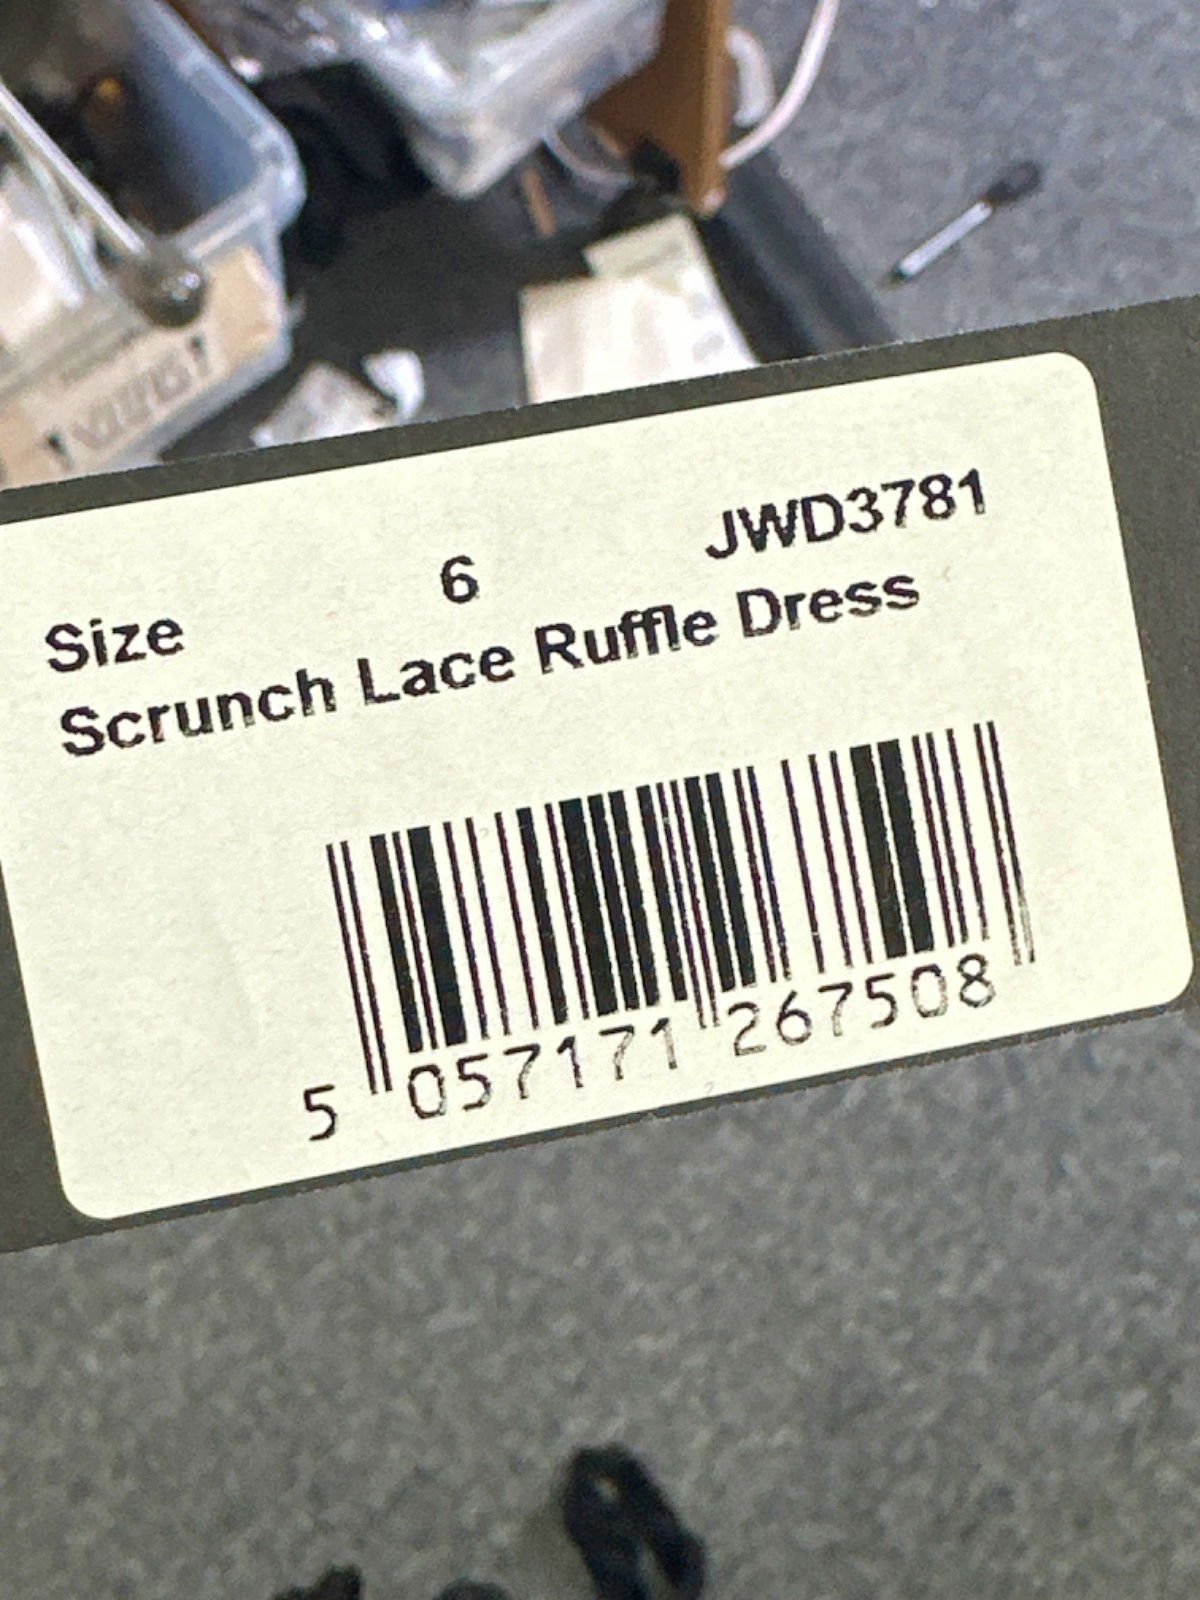 Size 6 JWD3781
Scrunch Lace Ruffle Dress
5 057171 267508